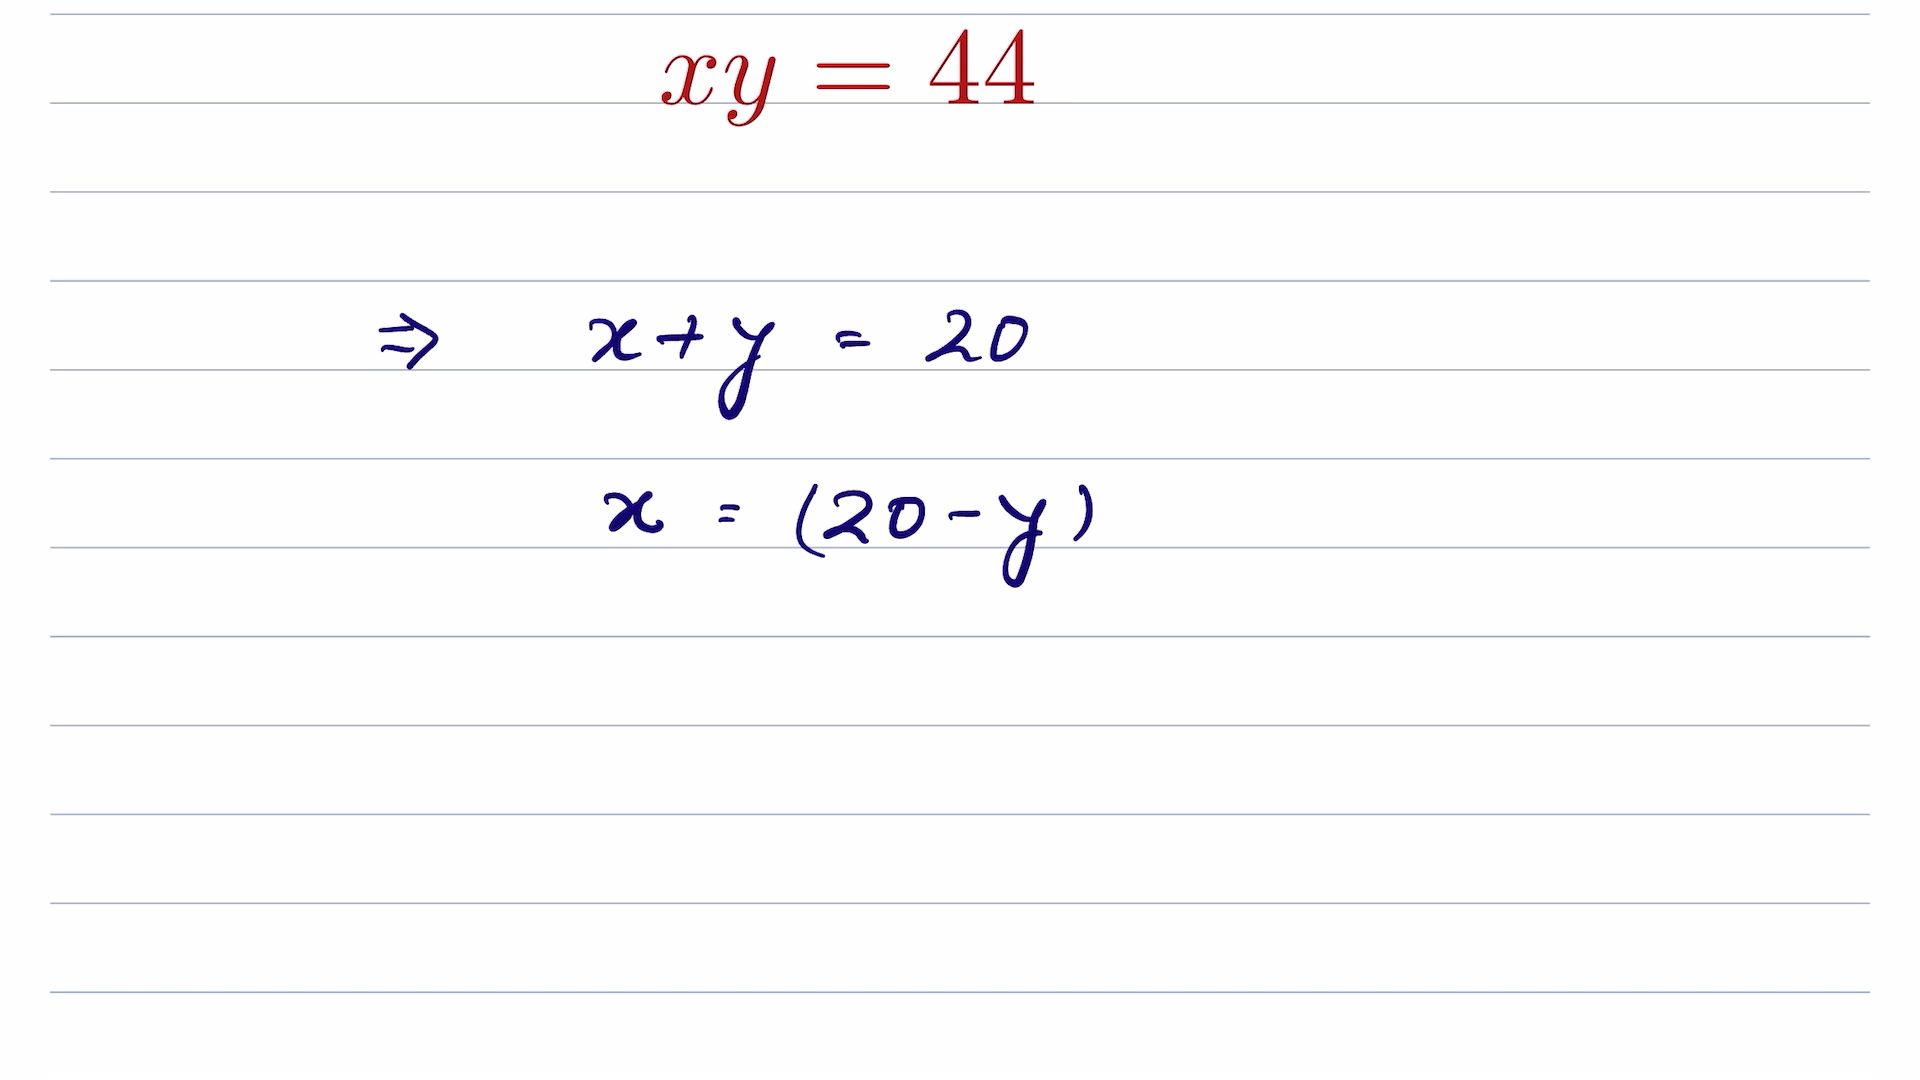 xy = 44
⇒ x+y = 20
x = (20-y)